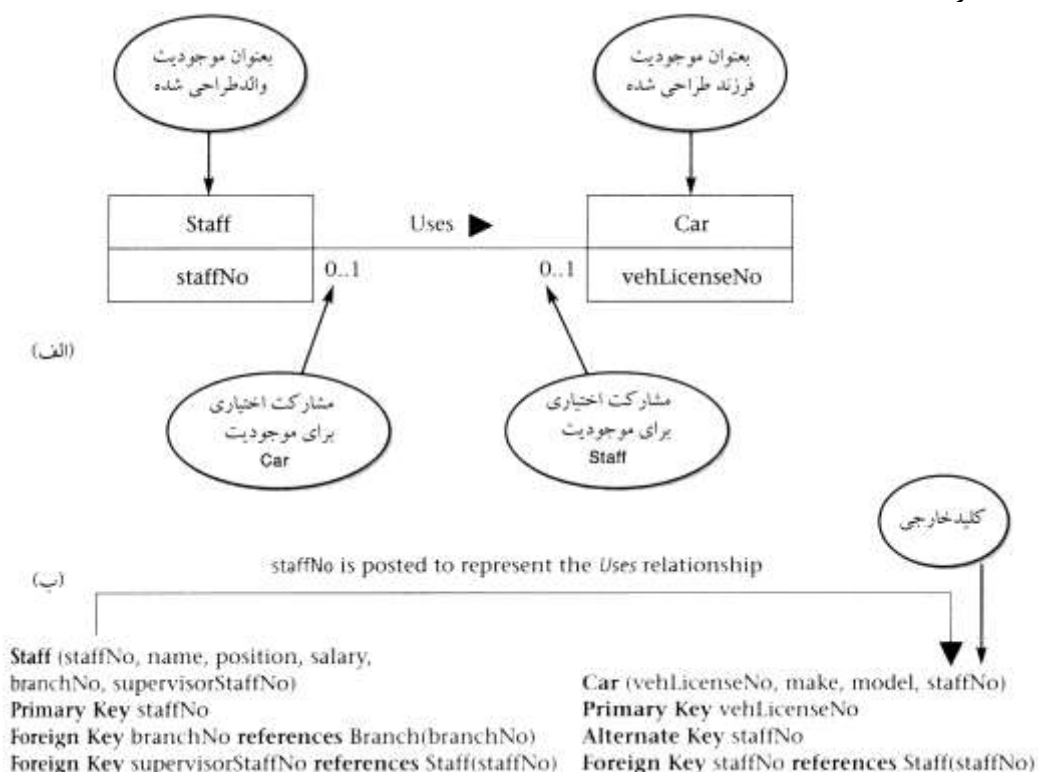 بعنوان موجودیت
والدطراحی شده
بعنوان موجودیت
فرزند طراحی شده
Staff
Uses
Car
staffNo
0..1
0..1
vehLicenseNo
(الف)
مشارکت اختیاری
برای موجودیت
Car
مشارکت اختیاری
برای موجودیت
Staff
کلیدخارجی
(ب)
staffNo is posted to represent the Uses relationship
Staff (staffNo, name, position, salary,
branchNo, supervisorStaffNo)
Primary Key staffNo
Foreign Key branchNo references Branch(branchNo)
Foreign Key supervisorStaffNo references Staff(staffNo)
Car (vehLicenseNo, make, model, staffNo)
Primary Key vehLicenseNo
Alternate Key staffNo
Foreign Key staffNo references Staff(staffNo)